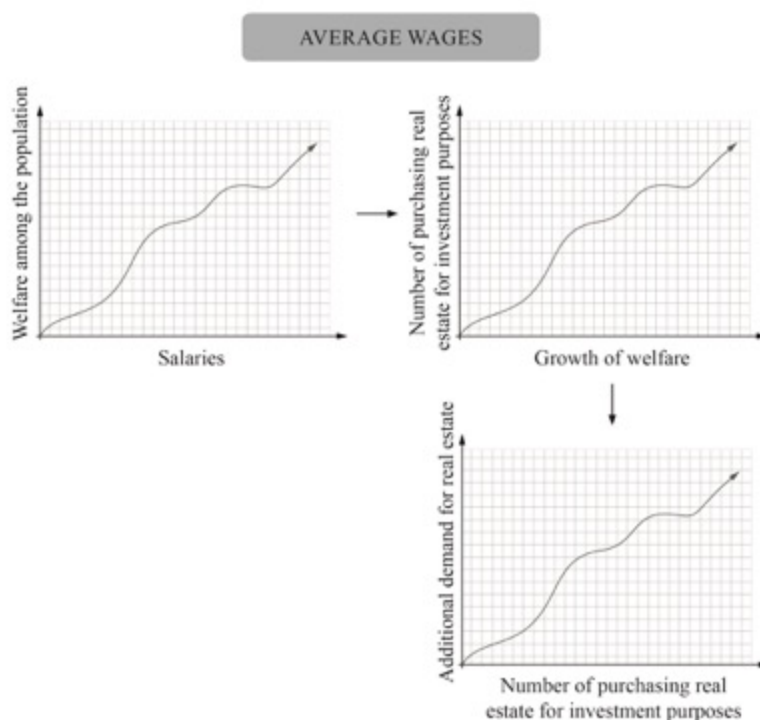 AVERAGE WAGES
Welfare among the population
Salaries
Number of purchasing real
estate for investment purposes
Growth of welfare
Additional demand for real estate
Number of purchasing real
estate for investment purposes